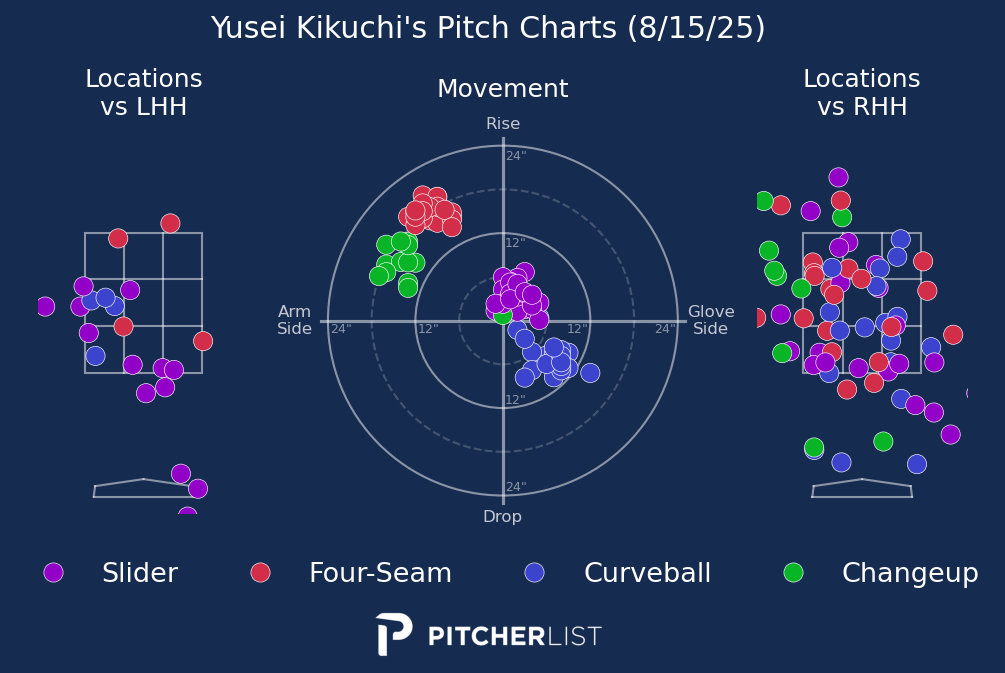 Yusei Kikuchi's Pitch Charts (8/15/25)
Locations
vs LHH
Movement
Locations
vs RHH
Rise
24"
12"
Arm
Side
24"
12"
12"
24"
Glove
Side
12"
24"
Drop
Slider
Four-Seam
Curveball
Changeup
PITCHERLIST